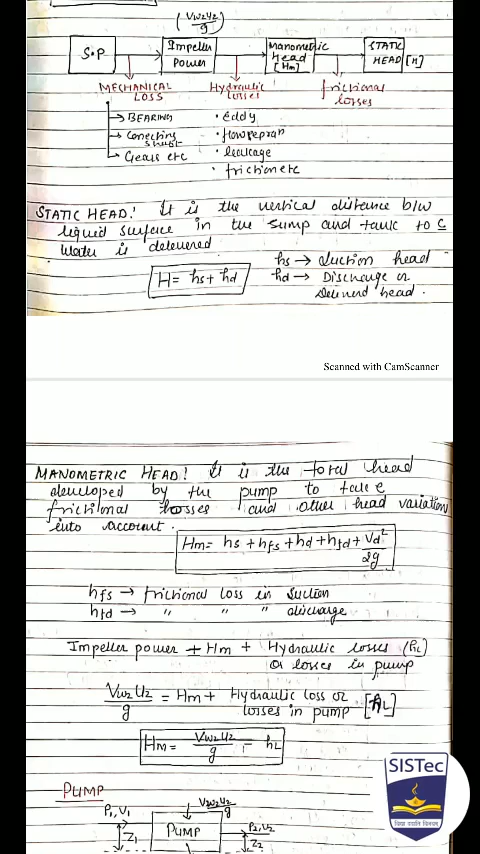 (Vw2U2/g)
S.P
Impeller Power
Manometric Head [Hm]
STATIC HEAD [H]
MECHANICAL LOSS
Hydraulic losses
frictional losses
→ BEARING
• eddy
→ Conecting shaft
→ Gears etc
• leakage
• friction etc
STATIC HEAD! It is the vertical distance b/w
liquid surface in the sump and tank to C
Water is delevered
H = hs + hd
hs → Suction head
hd → Discharge or
Delevered head.
Scanned with CamScanner
MANOMETRIC HEAD! It is the total head
developed by the pump to take
frictional losses and other head variation
into Account.
Hm = hs + hfs + hd + hfd + Vd²/2g
hfs → frictional Loss in Suction
hfd → " " " discharge
Impeller power = Hm + Hydraulic losses (hL)
Or losses in pump
Vw2U2/g = Hm + Hydraulic loss or
losses in pump [hL]
Hm = Vw2U2/g - hL
PUMP
P1, V1
Vw2U2/g
Z1
PUMP
P2, V2
Z2
SISTec
विद्या परमं विनयम्